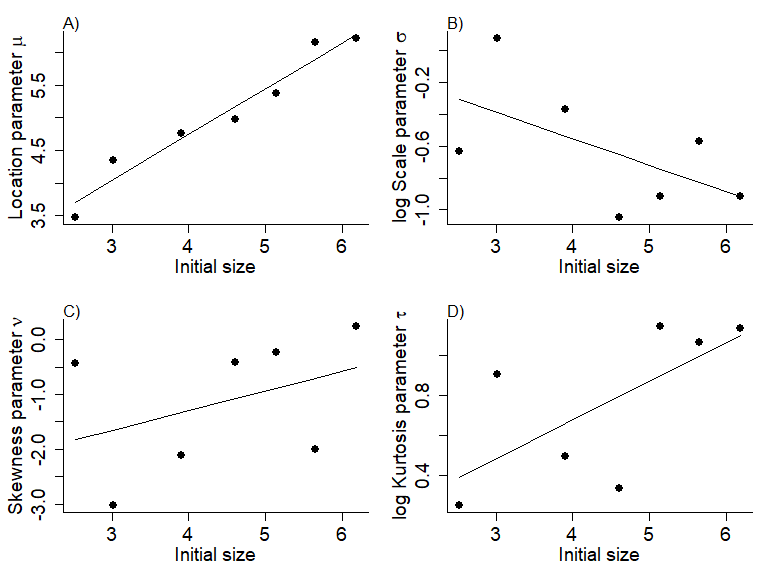 A)
Location parameter μ
3.5 4.5 5.5
3 4 5 6
Initial size
B)
log Scale parameter σ
-1.0 -0.6 -0.2
3 4 5 6
Initial size
C)
Skewness parameter ν
-3.0 -2.0 -1.0 0.0
3 4 5 6
Initial size
D)
log Kurtosis parameter τ
0.4 0.8
3 4 5 6
Initial size